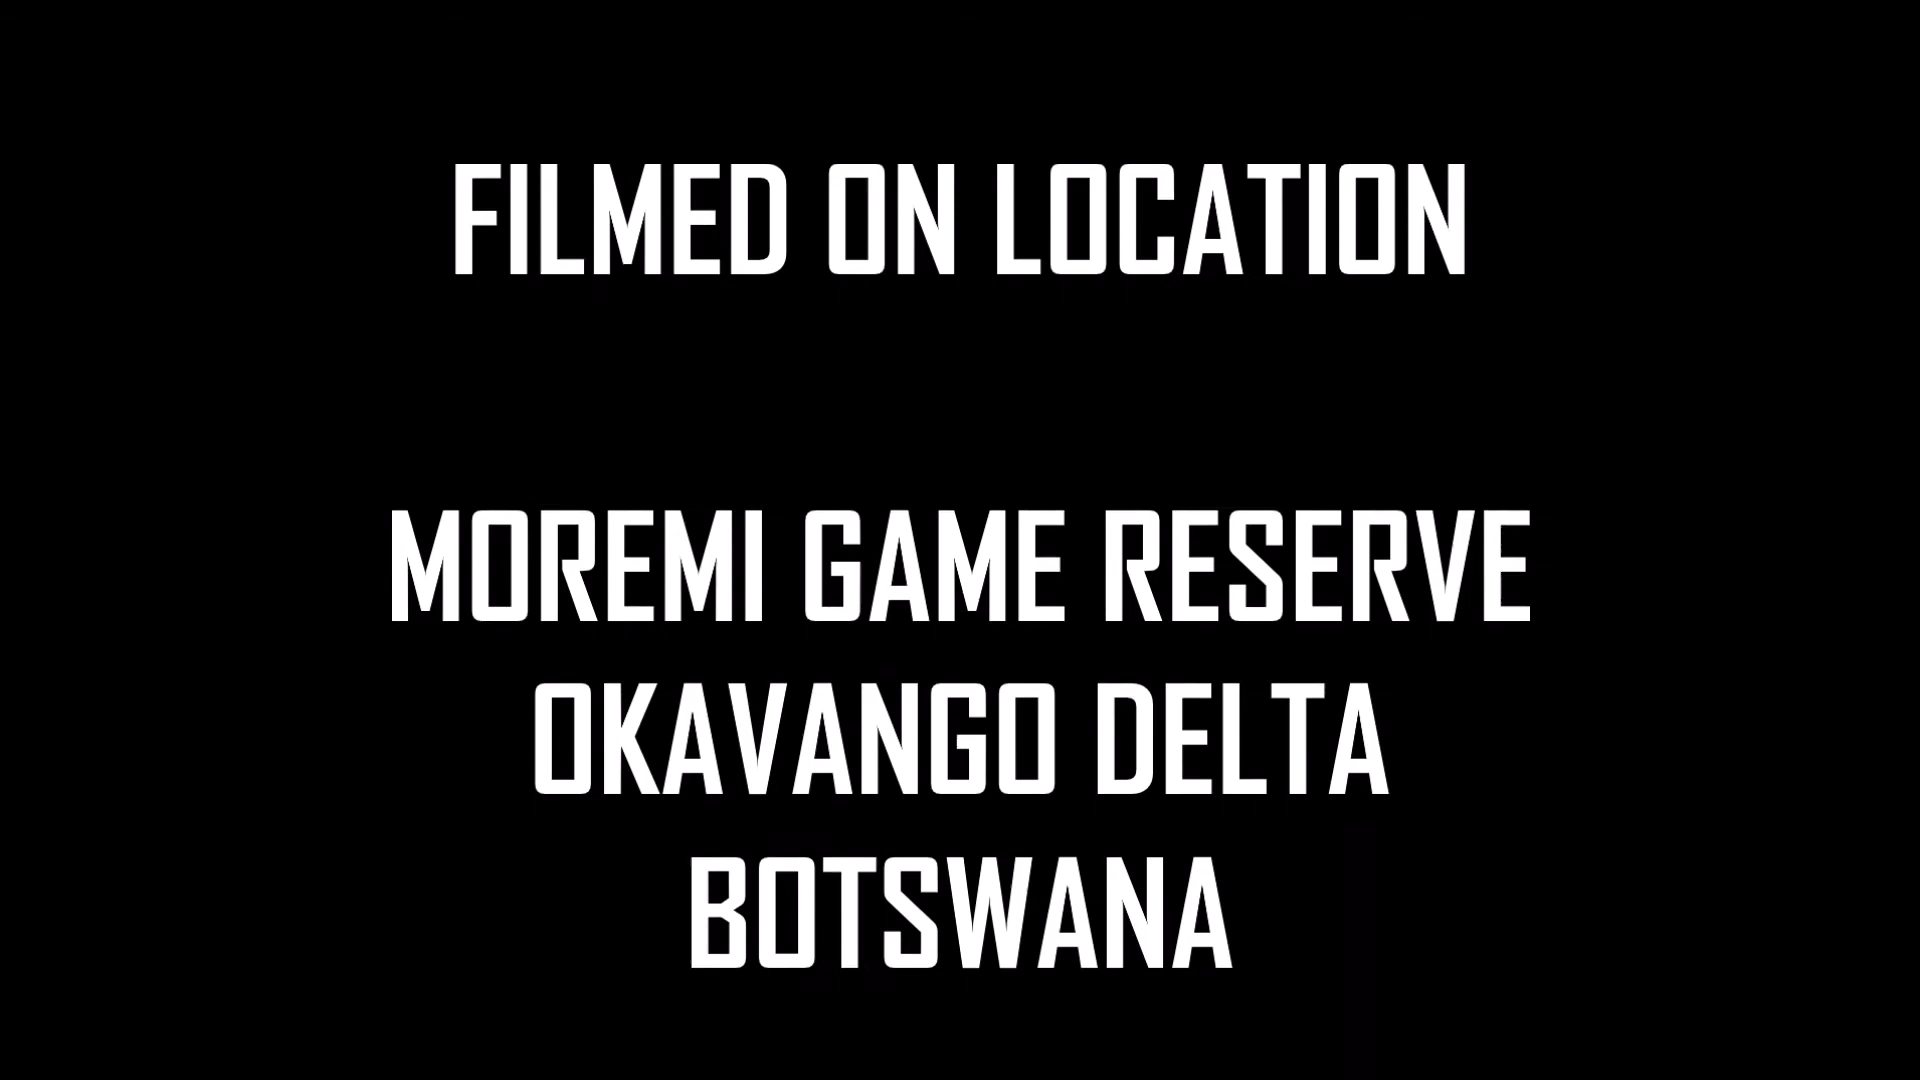 FILMED ON LOCATION
MOREMI GAME RESERVE
OKAVANGO DELTA
BOTSWANA